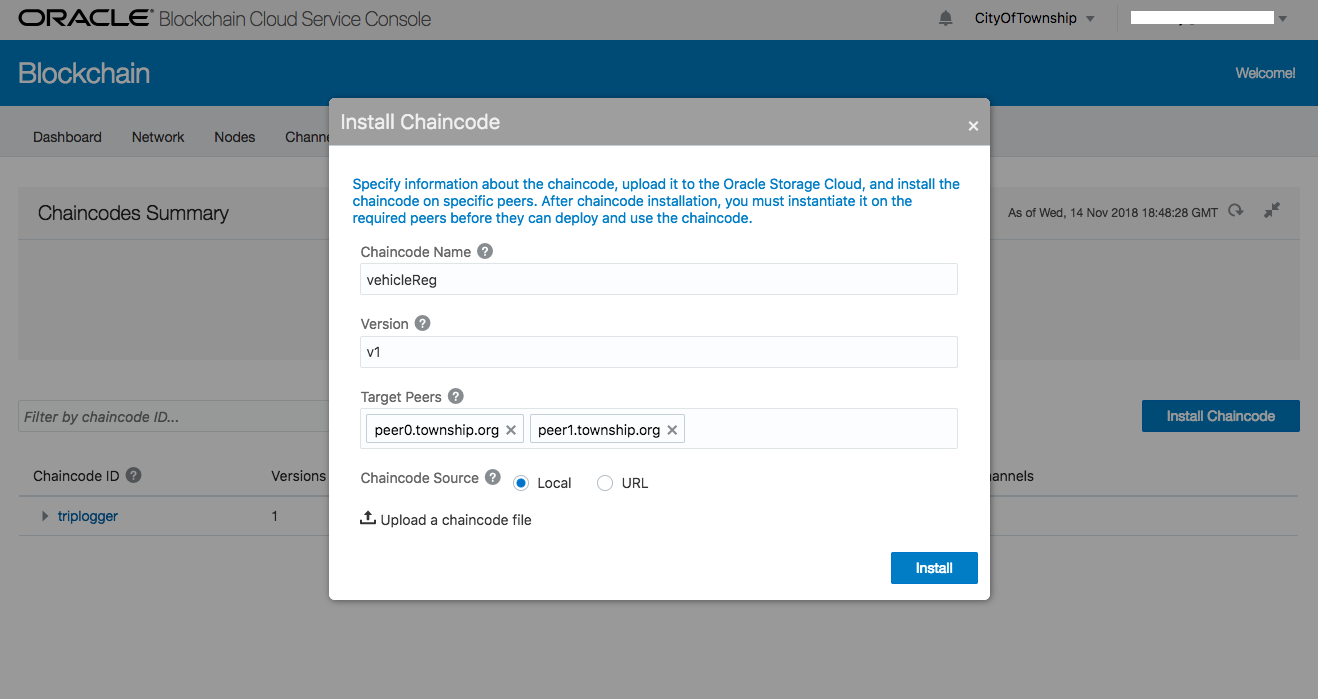 ORACLE® Blockchain Cloud Service Console
CityOfTownship
Blockchain
Welcome!
Dashboard Network Nodes Channe
Install Chaincode
×
Chaincodes Summary
As of Wed, 14 Nov 2018 18:48:28 GMT
Specify information about the chaincode, upload it to the Oracle Storage Cloud, and install the
chaincode on specific peers. After chaincode installation, you must instantiate it on the
required peers before they can deploy and use the chaincode.
Chaincode Name ?
vehicleReg
Version ?
v1
Target Peers ?
peer0.township.org × peer1.township.org ×
Chaincode Source ? Local URL
Upload a chaincode file
Install
Filter by chaincode ID...
Install Chaincode
Chaincode ID ? Versions hannels
triplogger 1